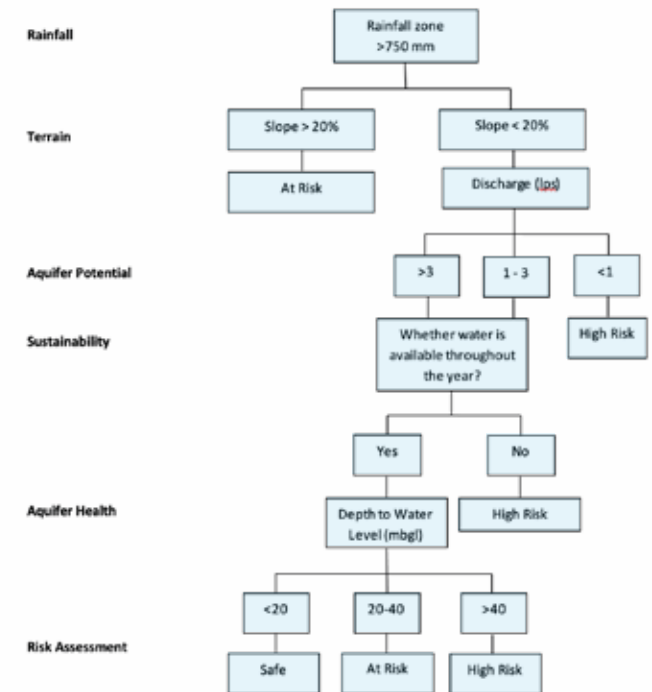 Rainfall
Rainfall zone
>750 mm
Terrain
Slope > 20%
Slope < 20%
At Risk
Discharge (lps)
Aquifer Potential
>3
1 - 3
<1
Sustainability
Whether water is
available throughout
the year?
High Risk
Yes
No
Aquifer Health
Depth to Water
Level (mbgl)
High Risk
<20
20-40
>40
Risk Assessment
Safe
At Risk
High Risk